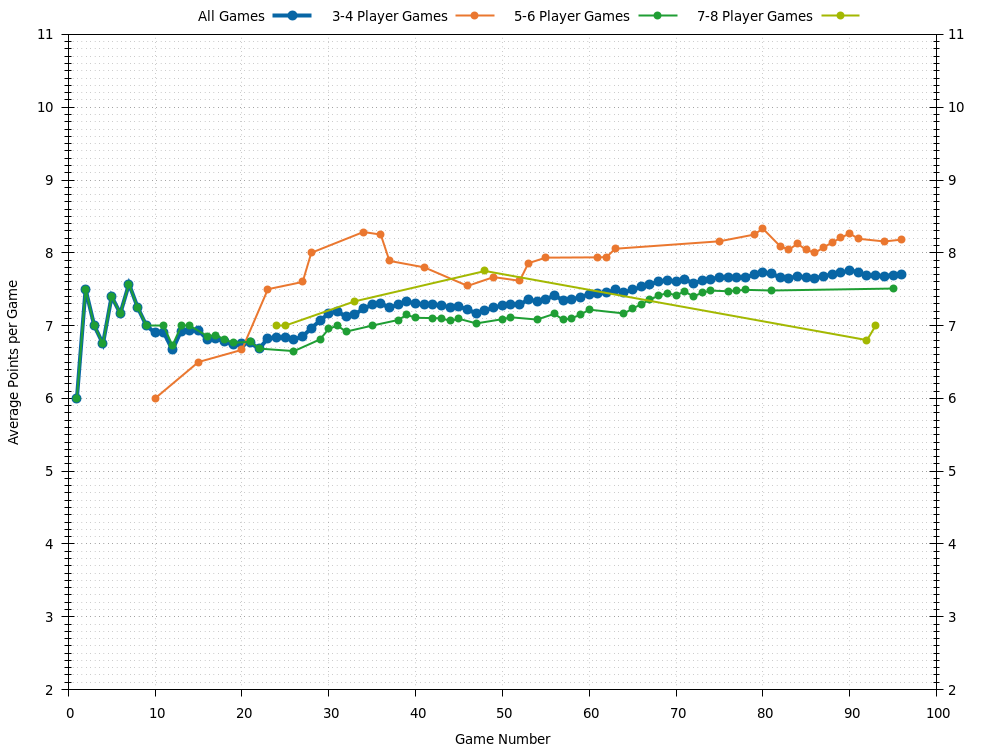 All Games 3-4 Player Games 5-6 Player Games 7-8 Player Games
11 11
10 10
9 9
8 8
7 7
6 6
5 5
4 4
3 3
2 2
Average Points per Game
0 10 20 30 40 50 60 70 80 90 100
Game Number